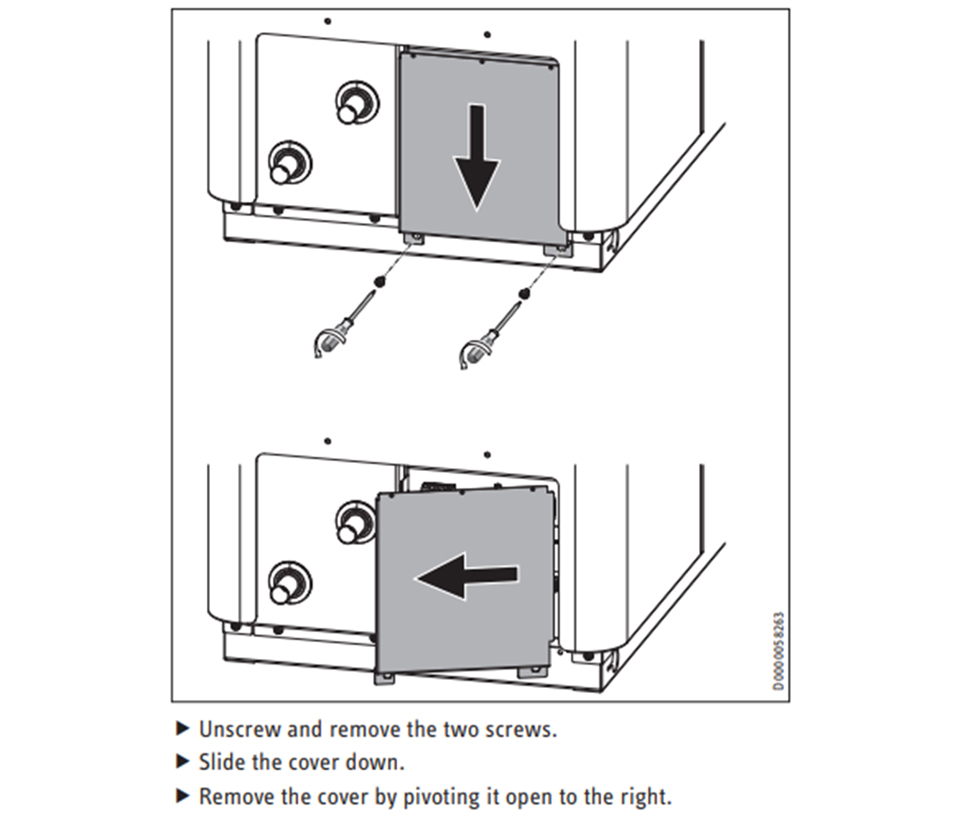 D0000058263
► Unscrew and remove the two screws.
► Slide the cover down.
► Remove the cover by pivoting it open to the right.